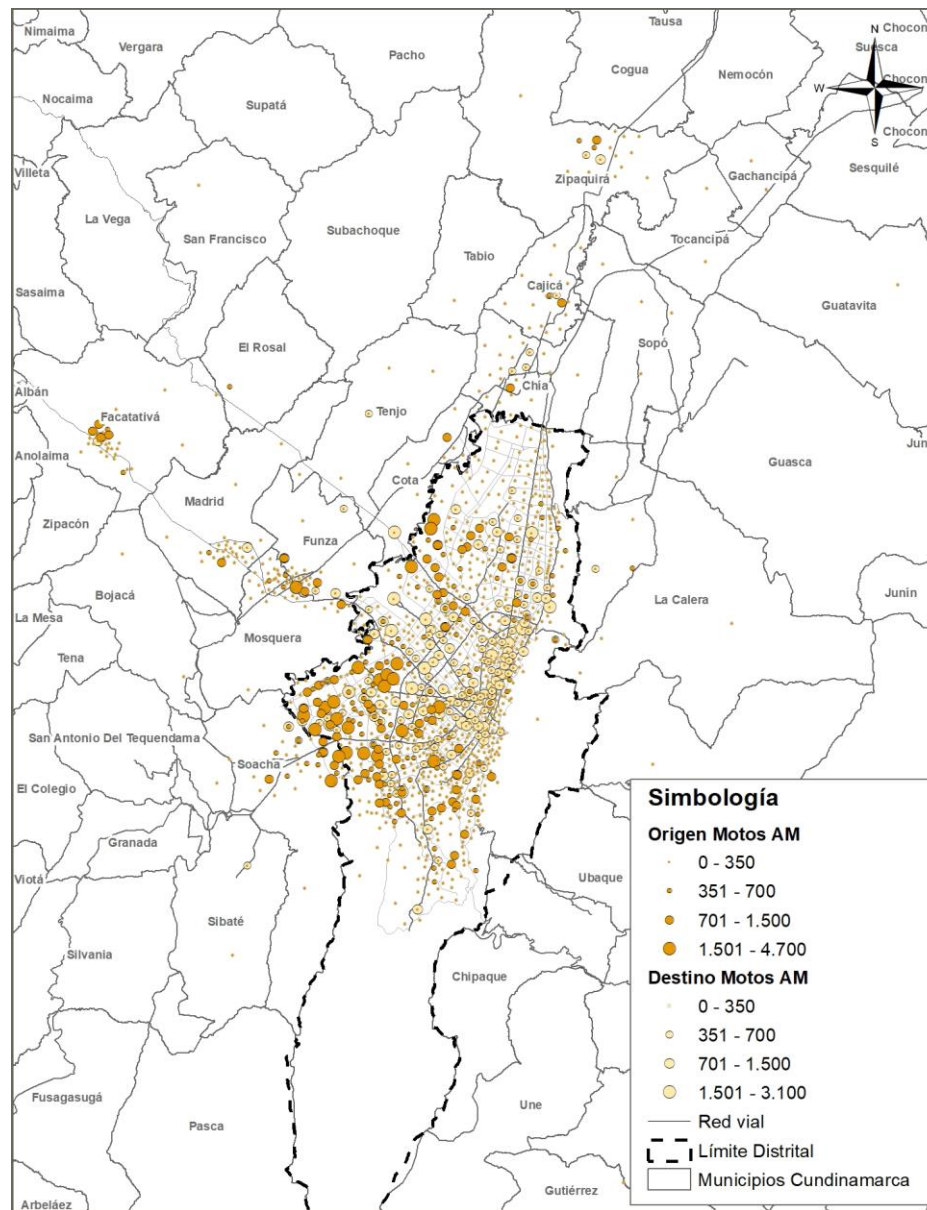 Nimaima
Vergara
Pacho
Tausa
N
Chocon
Suesca
Cogua
Nemocón
Chocon
W
Nocaima
Supatá
S
Chocon
Villeta
Zipaquirá
Gachancipá
Sesquilé
La Vega
San Francisco
Subachoque
Tabio
Tocancipá
Sasaima
Cajicá
Guatavita
El Rosal
Sopó
Albán
Facatativá
Tenjo
Chía
Jun
Anolaima
Guasca
Cota
Madrid
Zipacón
Funza
Bojacá
La Calera
Junín
La Mesa
Mosquera
Tena
San Antonio Del Tequendama
Soacha
El Colegio
Granada
Viotá
Sibaté
Silvania
Ubaque
Chipaque
Fusagasugá
Pasca
Une
Arbeláez
Gutiérrez
Simbología
Origen Motos AM
0 - 350
351 - 700
701 - 1.500
1.501 - 4.700
Destino Motos AM
0 - 350
351 - 700
701 - 1.500
1.501 - 3.100
Red vial
Límite Distrital
Municipios Cundinamarca